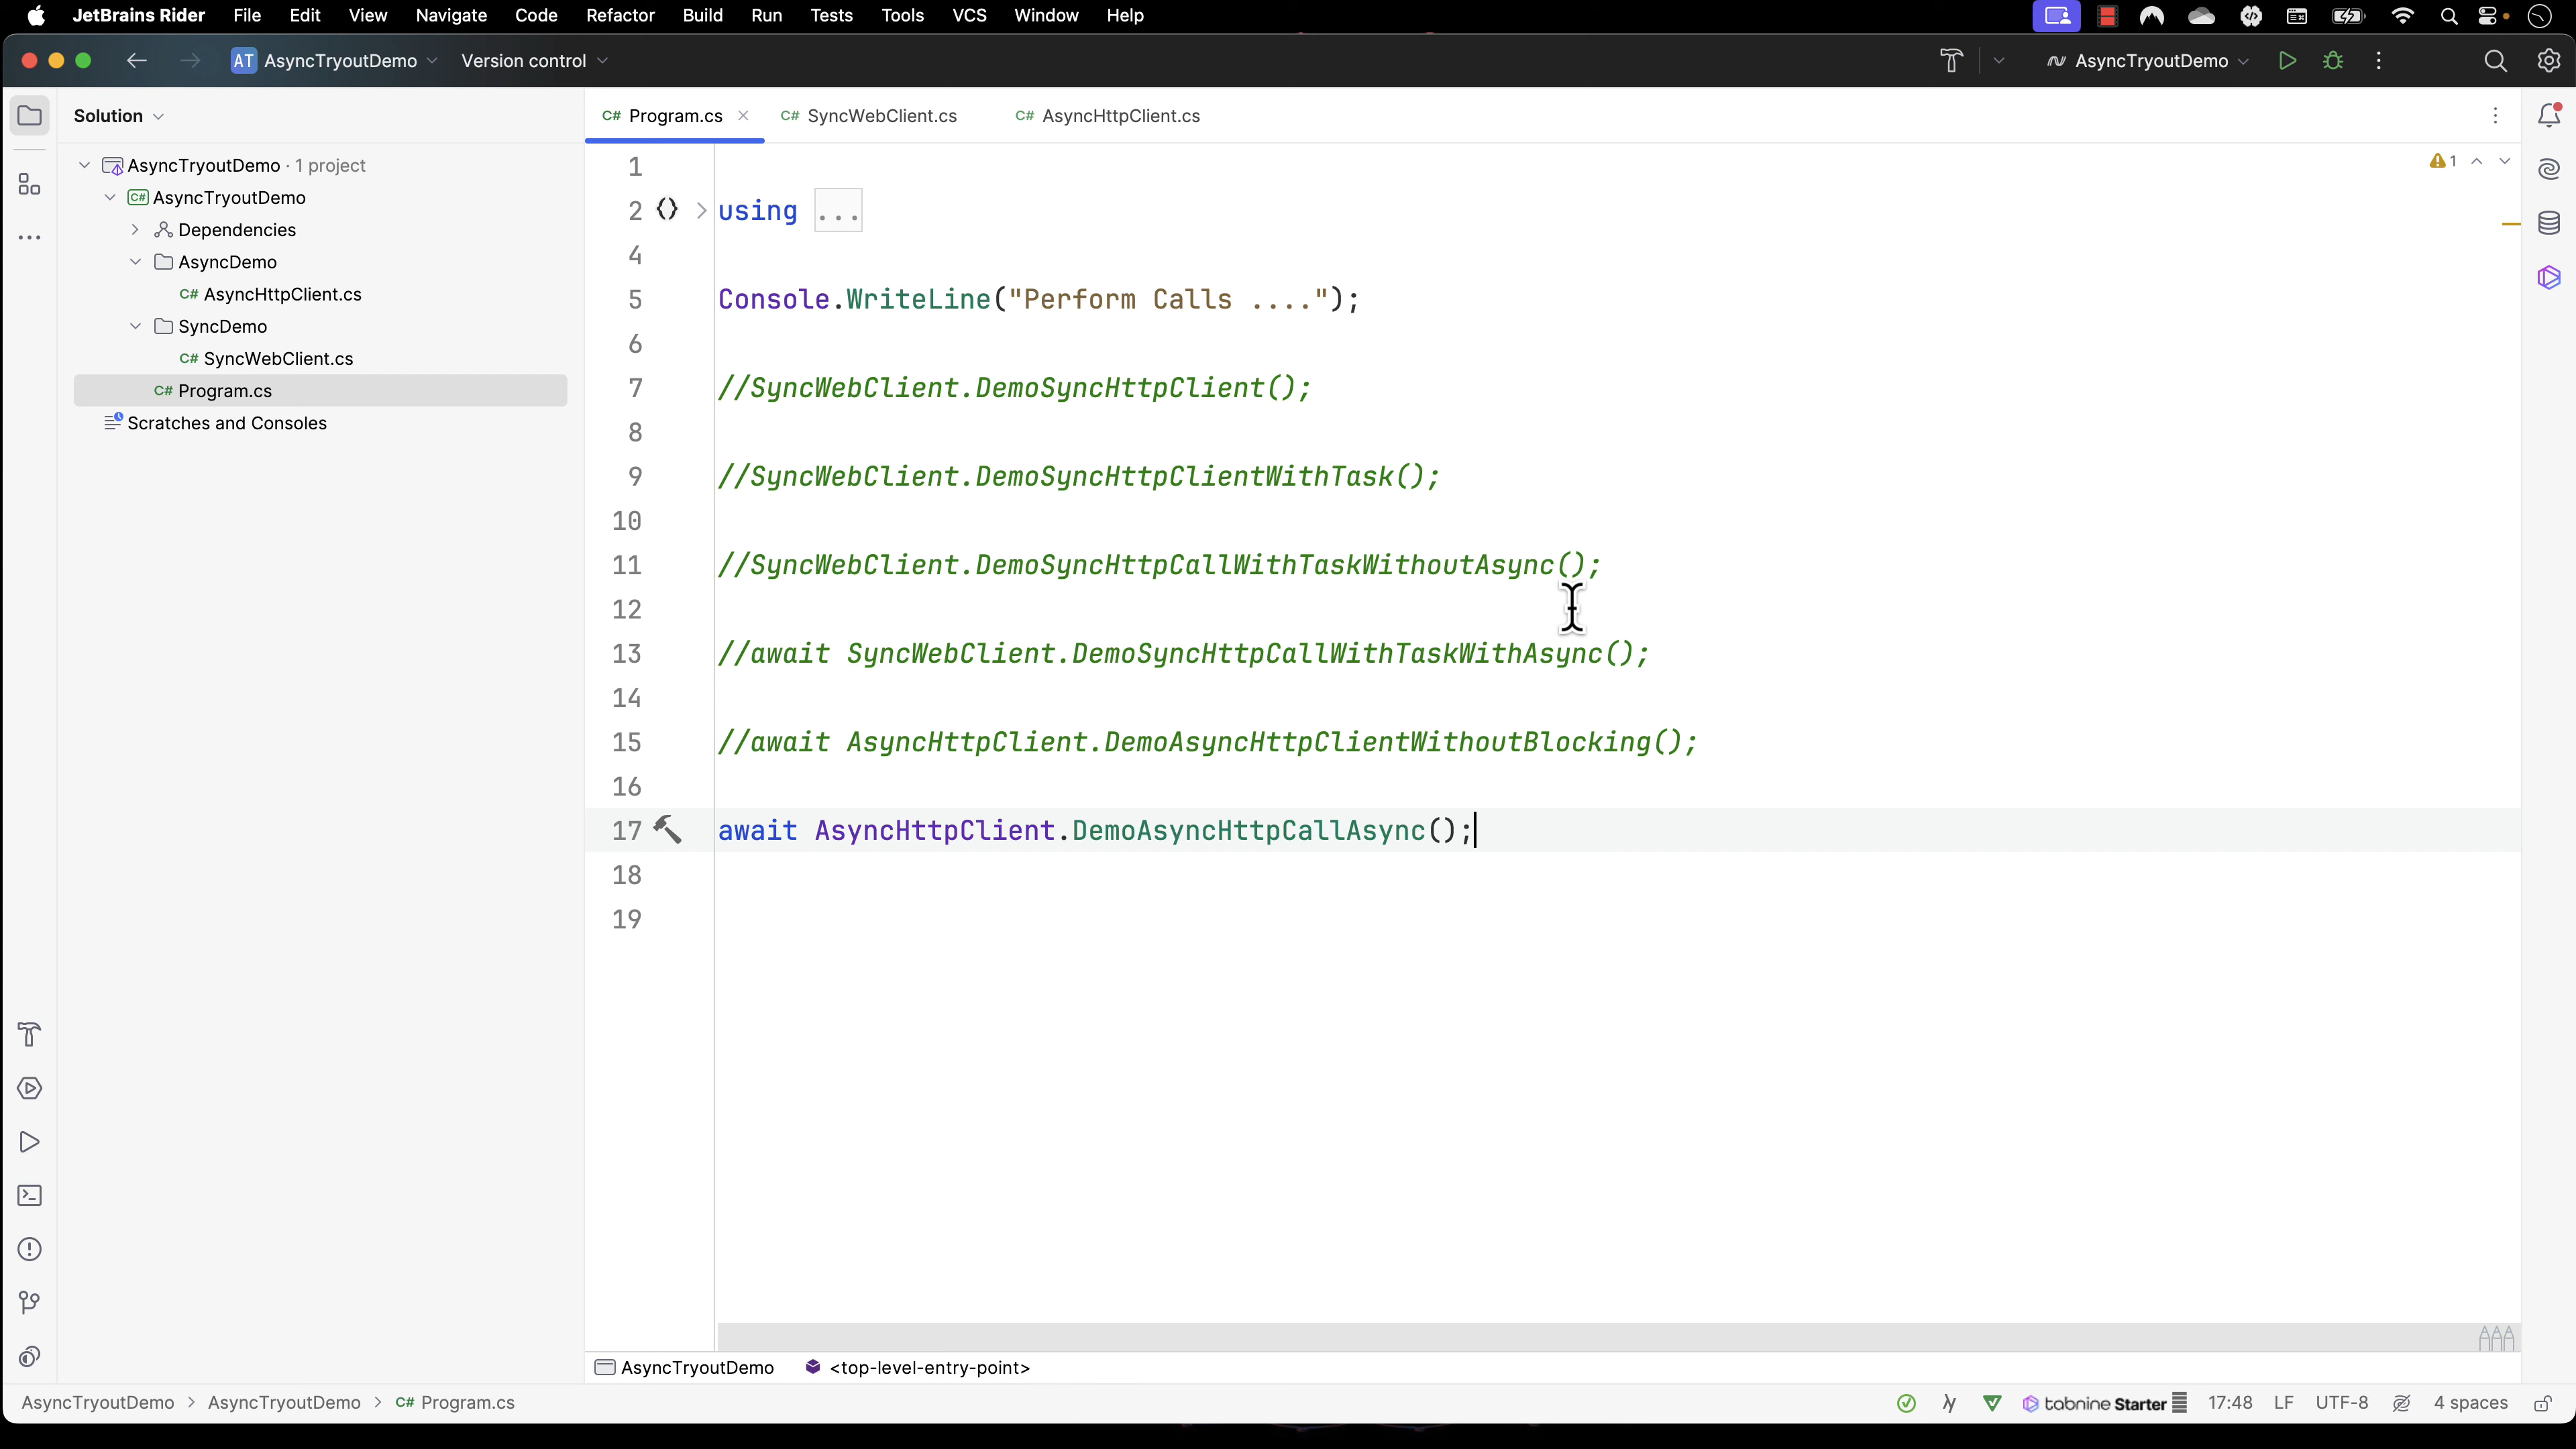 JetBrains Rider File Edit View Navigate Code Refactor Build Run Tests Tools VCS Window Help
AT AsyncTryoutDemo Version control AsyncTryoutDemo
Solution
C# Program.cs C# SyncWebClient.cs C# AsyncHttpClient.cs
AsyncTryoutDemo · 1 project
C# AsyncTryoutDemo
Dependencies
AsyncDemo
C# AsyncHttpClient.cs
SyncDemo
C# SyncWebClient.cs
C# Program.cs
Scratches and Consoles
1
1
2 {} using ...
4
5 Console.WriteLine("Perform Calls ....");
6
7 //SyncWebClient.DemoSyncHttpClient();
8
9 //SyncWebClient.DemoSyncHttpClientWithTask();
10
11 //SyncWebClient.DemoSyncHttpCallWithTaskWithoutAsync();
12
13 //await SyncWebClient.DemoSyncHttpCallWithTaskWithAsync();
14
15 //await AsyncHttpClient.DemoAsyncHttpClientWithoutBlocking();
16
17 await AsyncHttpClient.DemoAsyncHttpCallAsync();
18
19
AsyncTryoutDemo <top-level-entry-point>
AsyncTryoutDemo > AsyncTryoutDemo > C# Program.cs tabnine Starter 17:48 LF UTF-8 4 spaces